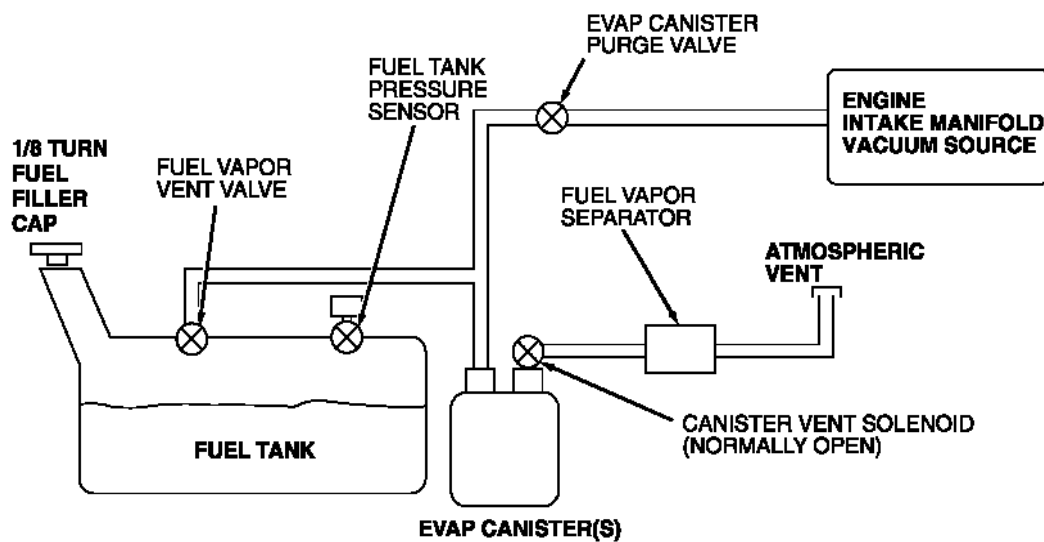 EVAP CANISTER
PURGE VALVE
FUEL TANK
PRESSURE
SENSOR
ENGINE
INTAKE MANIFOLD
VACUUM SOURCE
1/8 TURN
FUEL
FILLER
CAP
FUEL VAPOR
VENT VALVE
FUEL VAPOR
SEPARATOR
ATMOSPHERIC
VENT
CANISTER VENT SOLENOID
(NORMALLY OPEN)
FUEL TANK
EVAP CANISTER(S)